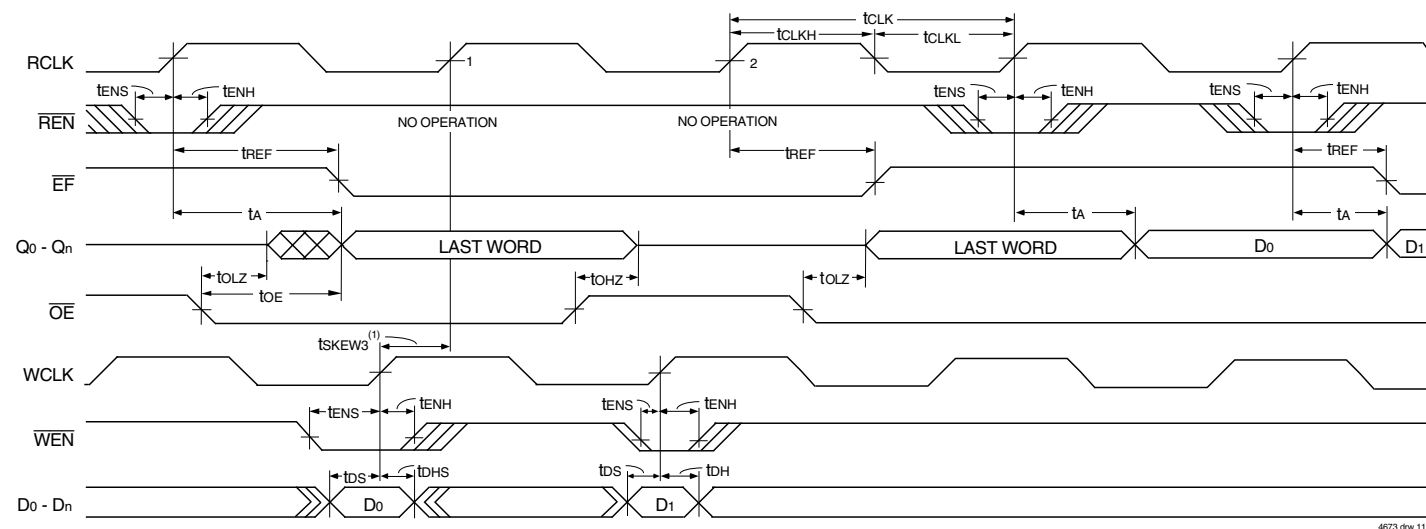 tCLK
tCLKH
tCLKL
RCLK
1
2
tENS
tENH
tENS
tENH
tENS
tENH
REN
NO OPERATION
NO OPERATION
tREF
tREF
tREF
EF
tA
tA
tA
Q0 - Qn
LAST WORD
LAST WORD
D0
D1
tOLZ
tOHZ
tOLZ
tOE
OE
tSKEW3(1)
WCLK
tENS
tENH
tENS
tENH
WEN
tDS
tDHS
tDS
tDH
D0 - Dn
D0
D1
4673 drw 11